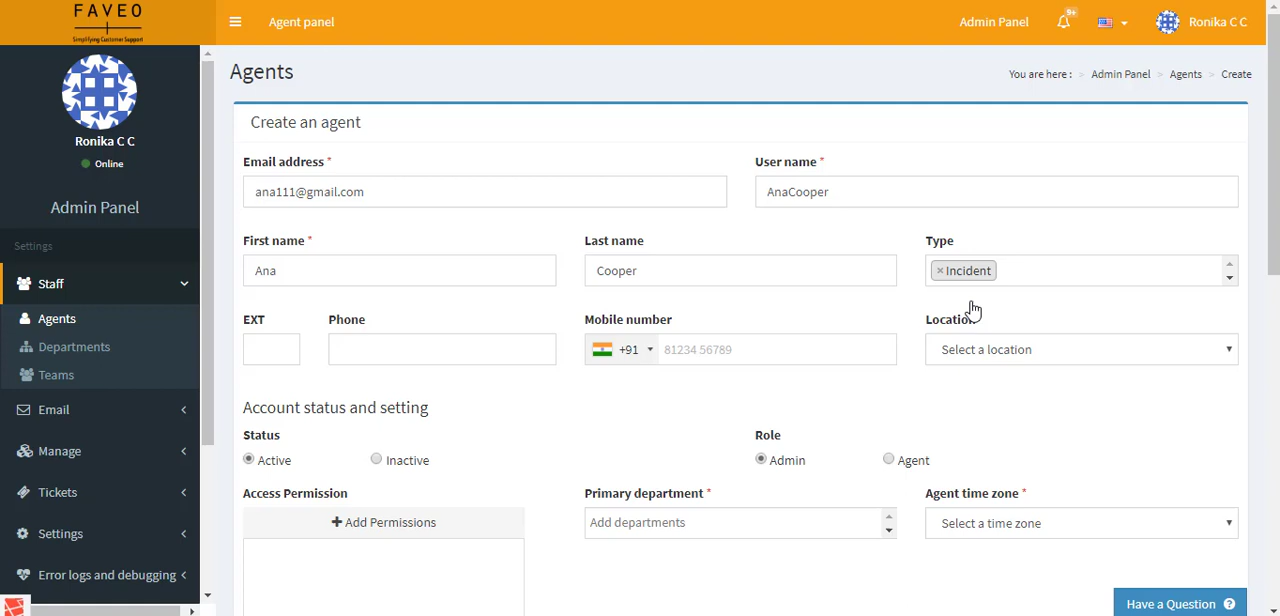 FAVEO
Simplifying Customer Support
Agent panel
Admin Panel
9+
Ronika C C
Ronika C C
Online
Admin Panel
Settings
Staff
Agents
Departments
Teams
Email
Manage
Tickets
Settings
Error logs and debugging
Agents
You are here : > Admin Panel > Agents > Create
Create an agent
Email address *
User name *
ana111@gmail.com
AnaCooper
First name *
Last name
Type
Ana
Cooper
× Incident
EXT
Phone
Mobile number
Location
+91
81234 56789
Select a location
Account status and setting
Status
Role
Active
Inactive
Admin
Agent
Access Permission
Primary department *
Agent time zone *
Add Permissions
Add departments
Select a time zone
Have a Question ?